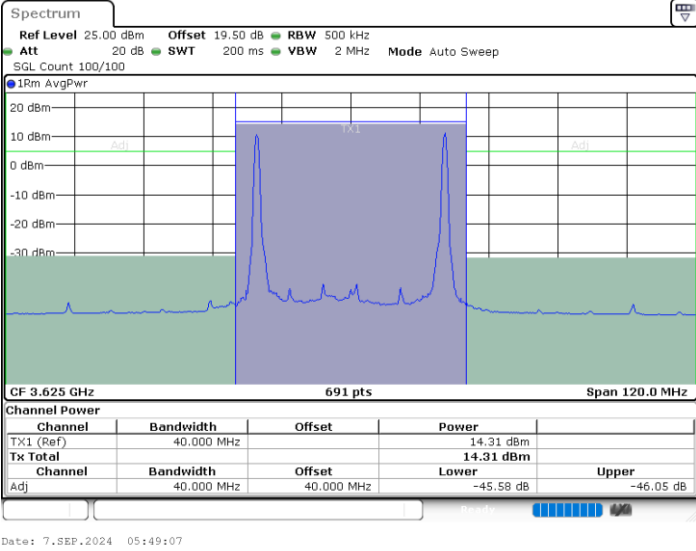 Spectrum
Ref Level 25.00 dBm Offset 19.50 dB RBW 500 kHz
Att 20 dB SWT 200 ms VBW 2 MHz Mode Auto Sweep
SGL Count 100/100
1Rm AvgPwr
20 dBm
TX1
10 dBm
Adj Adj
0 dBm
-10 dBm
-20 dBm
-30 dBm
CF 3.625 GHz 691 pts Span 120.0 MHz
Channel Power
Channel Bandwidth Offset Power
TX1 (Ref) 40.000 MHz 14.31 dBm
Tx Total 14.31 dBm
Channel Bandwidth Offset Lower Upper
Adj 40.000 MHz 40.000 MHz -45.58 dB -46.05 dB
Ready
Date: 7.SEP.2024 05:49:07